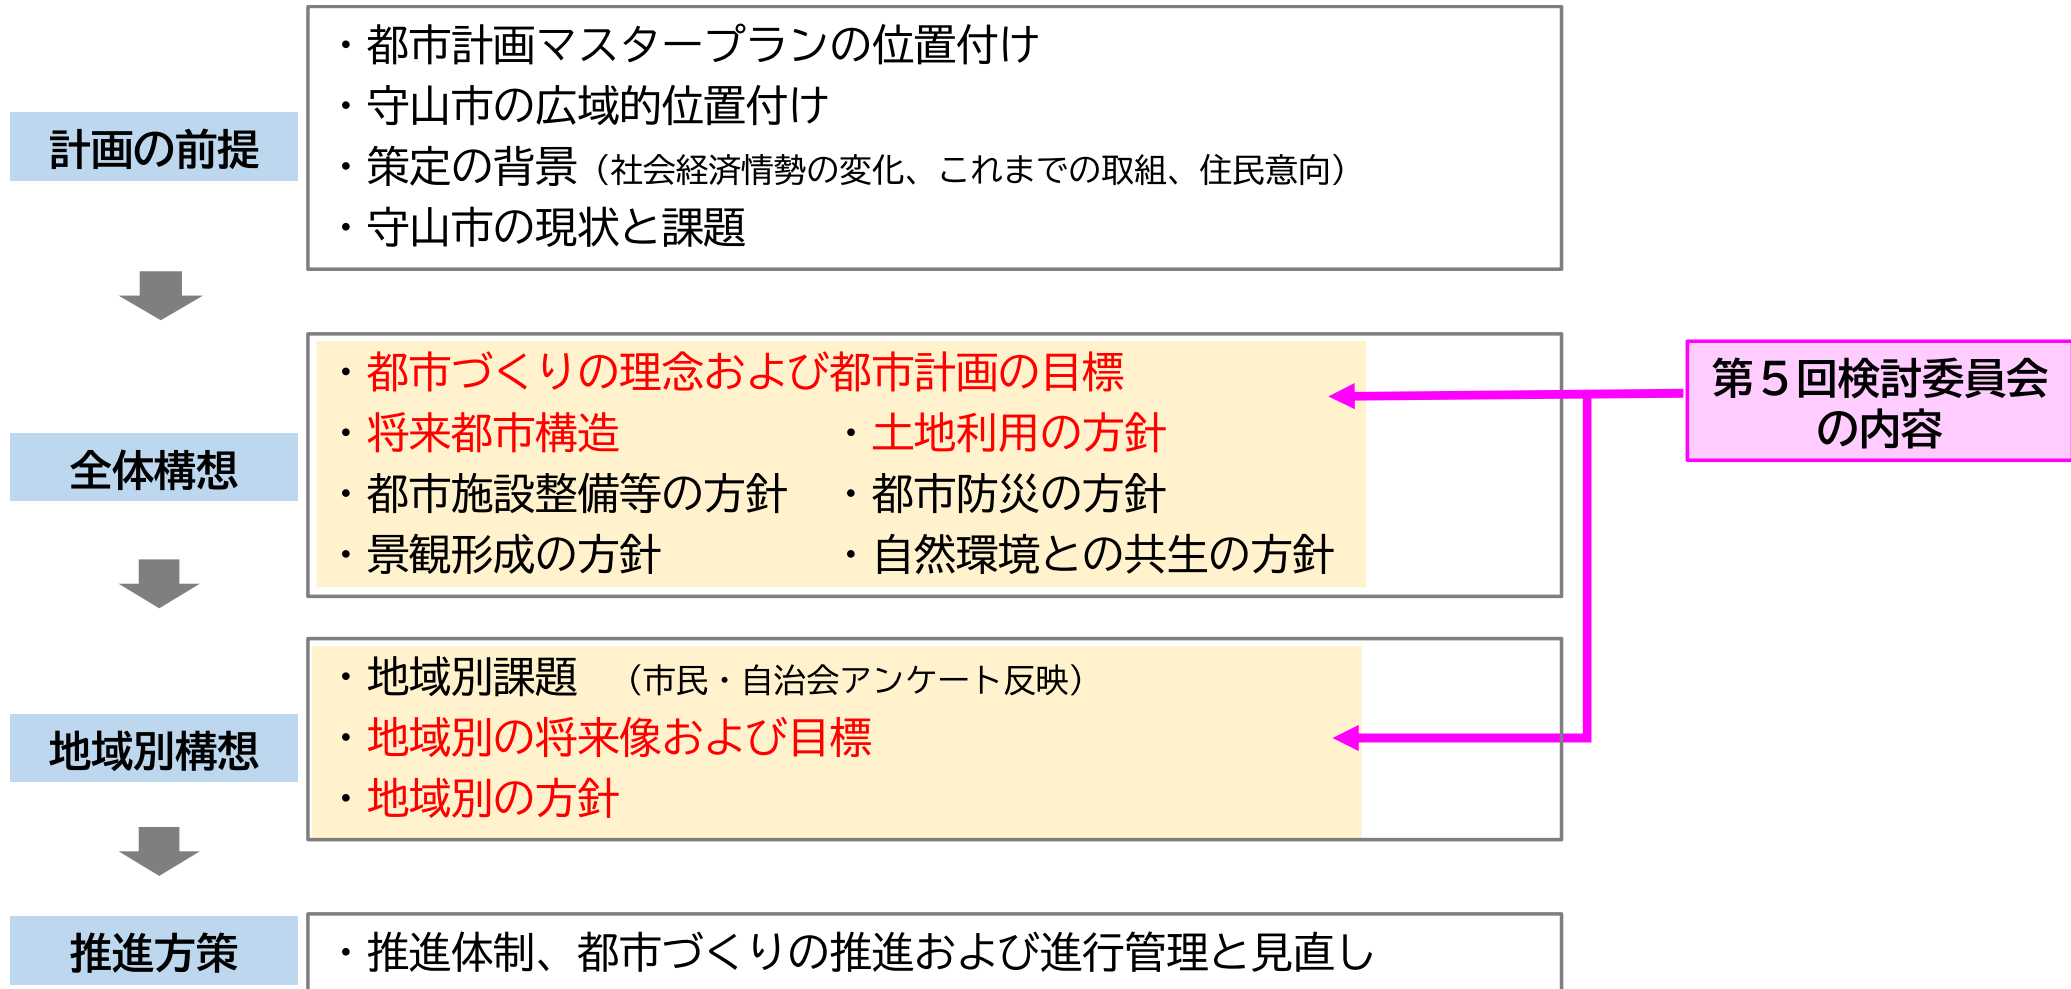 計画の前提
・都市計画マスタープランの位置付け
・守山市の広域的位置付け
・策定の背景（社会経済情勢の変化、これまでの取組、住民意向）
・守山市の現状と課題
全体構想
・都市づくりの理念および都市計画の目標
・将来都市構造　・土地利用の方針
・都市施設整備等の方針　・都市防災の方針
・景観形成の方針　・自然環境との共生の方針
第５回検討委員会
の内容
地域別構想
・地域別課題　（市民・自治会アンケート反映）
・地域別の将来像および目標
・地域別の方針
推進方策
・推進体制、都市づくりの推進および進行管理と見直し